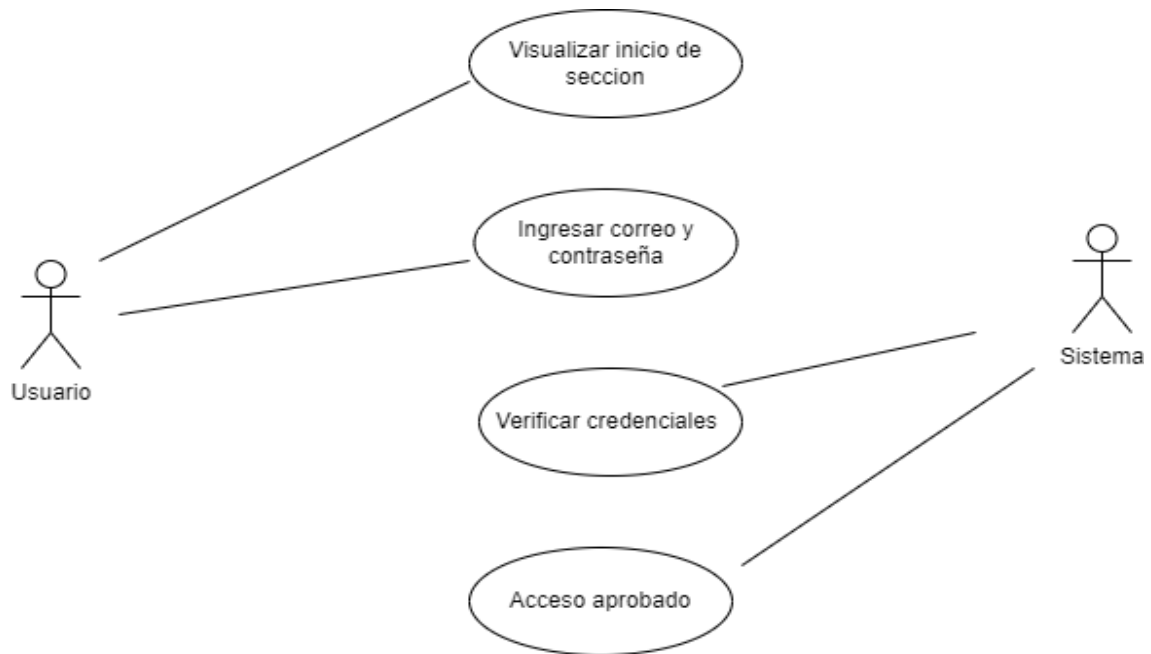 Visualizar inicio de
seccion
Ingresar correo y
contraseña
Usuario
Sistema
Verificar credenciales
Acceso aprobado